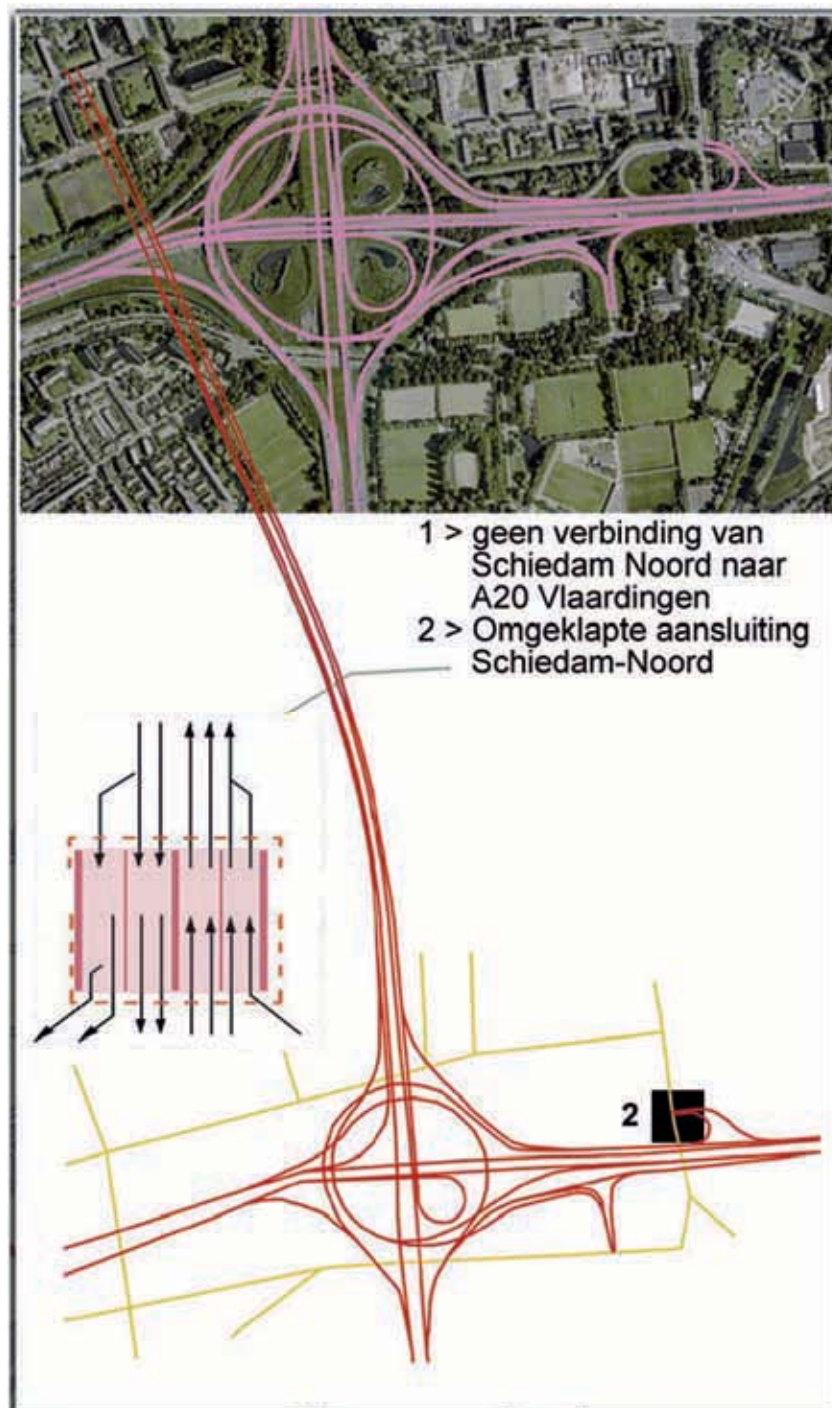 1 > geen verbinding van
Schiedam Noord naar
A20 Vlaardingen
2 > Omgeklapte aansluiting
Schiedam-Noord
2